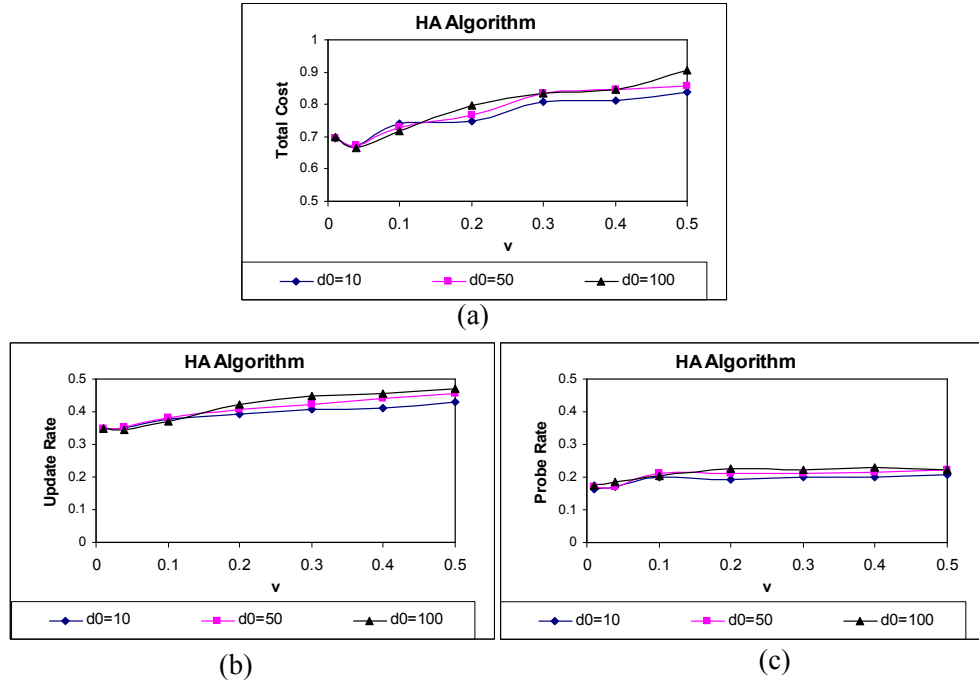 HA Algorithm
Total Cost
1
0.9
0.8
0.7
0.6
0.5
0 0.1 0.2 0.3 0.4 0.5
v
d0=10 d0=50 d0=100
(a)
HA Algorithm
Update Rate
0.5
0.4
0.3
0.2
0.1
0
0 0.1 0.2 0.3 0.4 0.5
v
d0=10 d0=50 d0=100
(b)
HA Algorithm
Probe Rate
0.5
0.4
0.3
0.2
0.1
0
0 0.1 0.2 0.3 0.4 0.5
v
d0=10 d0=50 d0=100
(c)